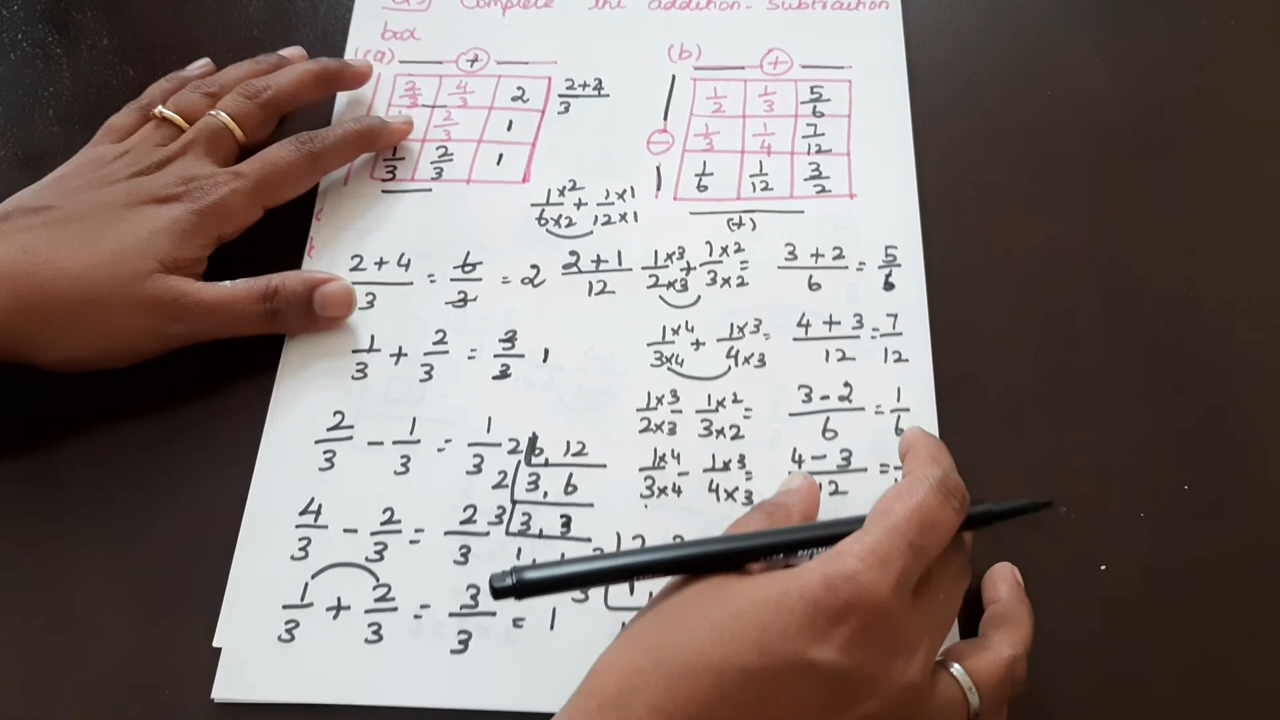 Complete the addition-subtraction
box
(a) +
2/3 4/3 2 (2+4)/3
2/3 1
1/3 2/3 1
(b) +
1/2 1/3 5/6
− 1/3 1/4 7/12
1/6 1/12 3/2
(+)
1×2/6×2 + 1×1/12×1
(2+4)/3 = 6/3 = 2
(2+1)/12
1/3 + 2/3 = 3/3 1
2/3 − 1/3 = 1/3
4/3 − 2/3 = 2/3
1/3 + 2/3 = 3/3 = 1
2 6, 12
2 3, 6
3 3, 3
1×3/2×3 + 1×2/3×2 = (3+2)/6 = 5/6
1×4/3×4 + 1×3/4×3 = (4+3)/12 = 7/12
1×3/2×3 − 1×2/3×2 = (3−2)/6 = 1/6
1×4/3×4 − 1×3/4×3 = (4−3)/12 =